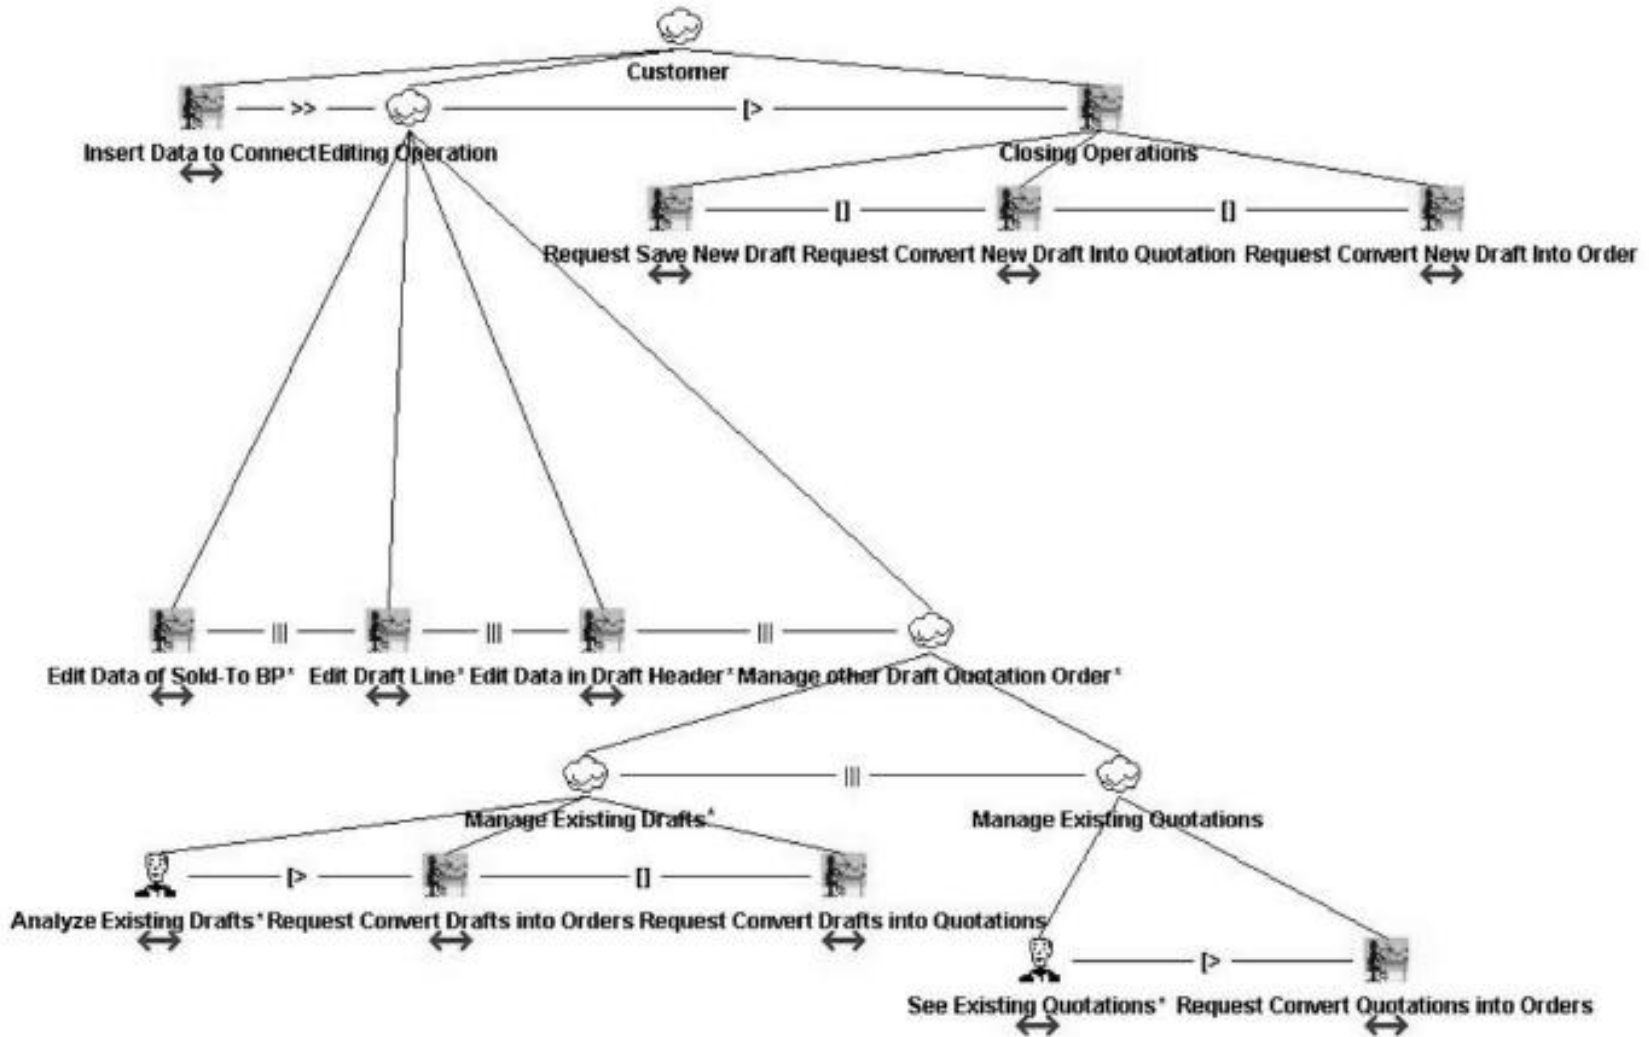 Customer
>> [>
Insert Data to Connect Editing Operation Closing Operations
[] []
Request Save New Draft Request Convert New Draft Into Quotation Request Convert New Draft Into Order
||| ||| |||
Edit Data of Sold-To BP* Edit Draft Line* Edit Data in Draft Header* Manage other Draft Quotation Order*
|||
Manage Existing Drafts* Manage Existing Quotations
[> []
Analyze Existing Drafts* Request Convert Drafts into Orders Request Convert Drafts into Quotations
[>
See Existing Quotations* Request Convert Quotations into Orders